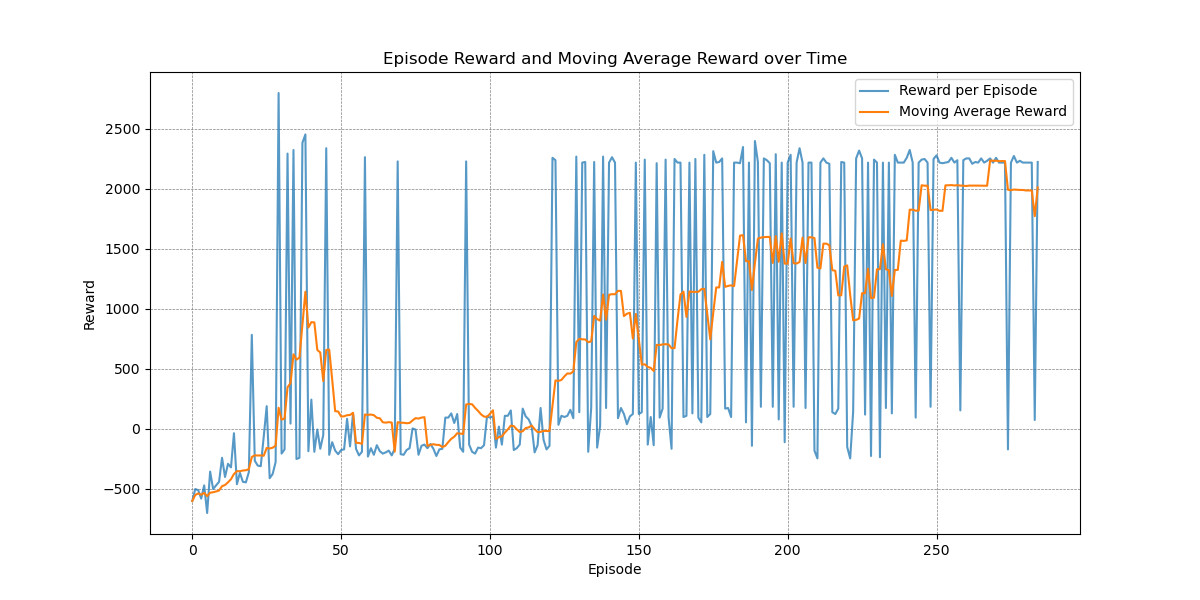 Episode Reward and Moving Average Reward over Time
Reward per Episode
Moving Average Reward
2500
2000
1500
1000
500
0
−500
Reward
0 50 100 150 200 250
Episode